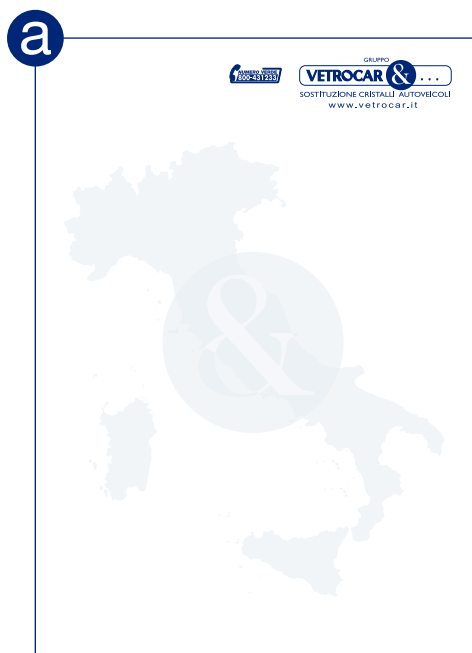 a
NUMERO VERDE
800-431233
GRUPPO
VETROCAR & ...
SOSTITUZIONE CRISTALLI AUTOVEICOLI
www.vetrocar.it
&